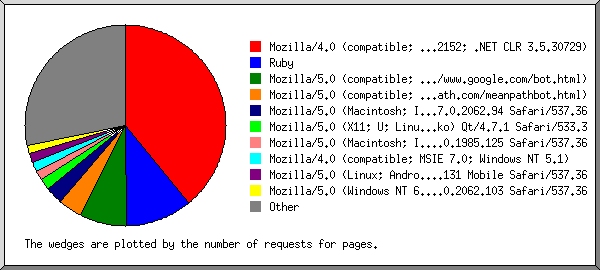 Mozilla/4.0 (compatible; ...2152; .NET CLR 3.5.30729)
Ruby
Mozilla/5.0 (compatible; .../www.google.com/bot.html)
Mozilla/5.0 (compatible; ...ath.com/meanpathbot.html)
Mozilla/5.0 (Macintosh; I...7.0.2062.94 Safari/537.36
Mozilla/5.0 (X11; U; Linu...ko) Qt/4.7.1 Safari/533.3
Mozilla/5.0 (Macintosh; I....0.1985.125 Safari/537.36
Mozilla/4.0 (compatible; MSIE 7.0; Windows NT 5.1)
Mozilla/5.0 (Linux; Andro....131 Mobile Safari/537.36
Mozilla/5.0 (Windows NT 6....0.2062.103 Safari/537.36
Other
The wedges are plotted by the number of requests for pages.